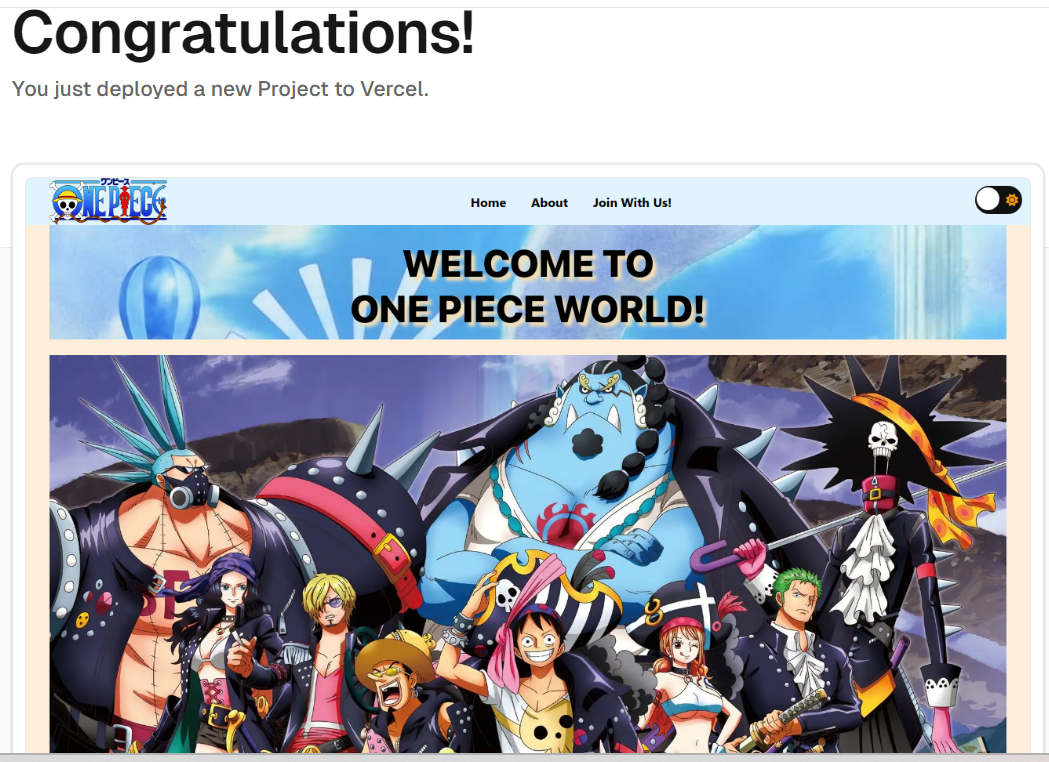 Congratulations!
You just deployed a new Project to Vercel.
ワンピース
ONE PIECE
Home
About
Join With Us!
WELCOME TO
ONE PIECE WORLD!